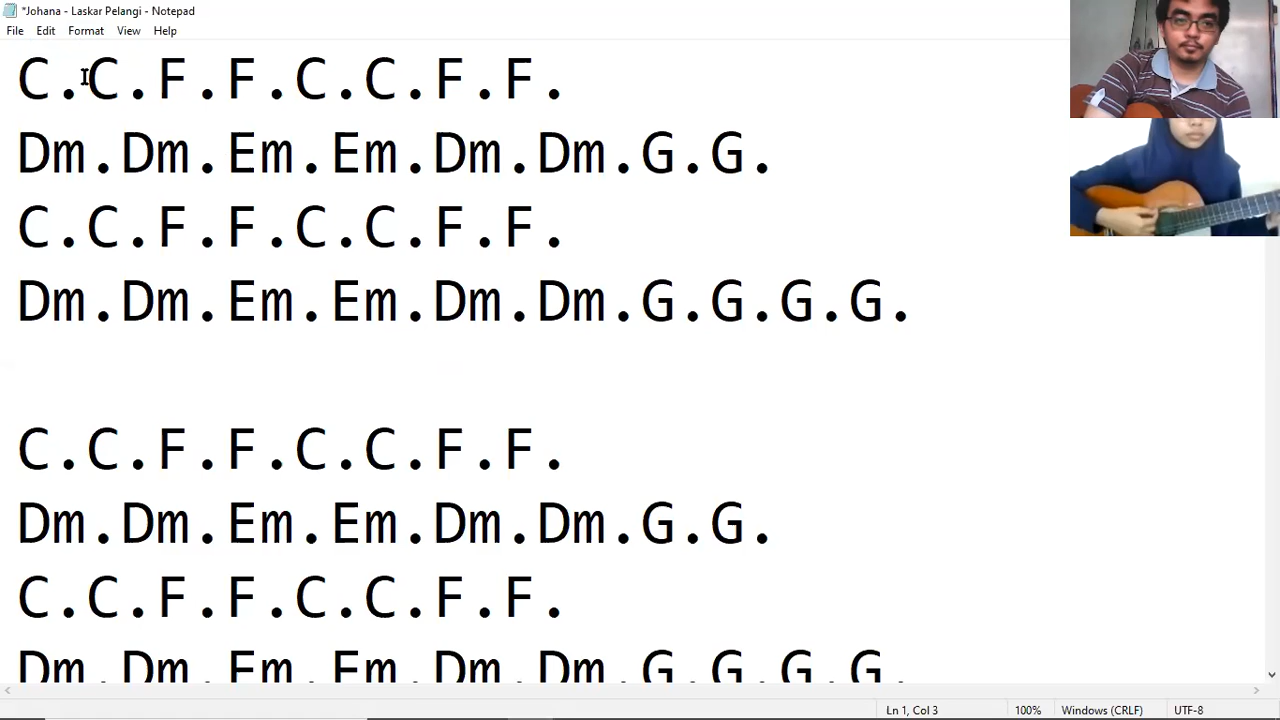 *Johana - Laskar Pelangi - Notepad
File Edit Format View Help
C.C.F.F.C.C.F.F.
Dm.Dm.Em.Em.Dm.Dm.G.G.
C.C.F.F.C.C.F.F.
Dm.Dm.Em.Em.Dm.Dm.G.G.G.G.
C.C.F.F.C.C.F.F.
Dm.Dm.Em.Em.Dm.Dm.G.G.
C.C.F.F.C.C.F.F.
Dm.Dm.Em.Em.Dm.Dm.G.G.G.G.
Ln 1, Col 3 100% Windows (CRLF) UTF-8